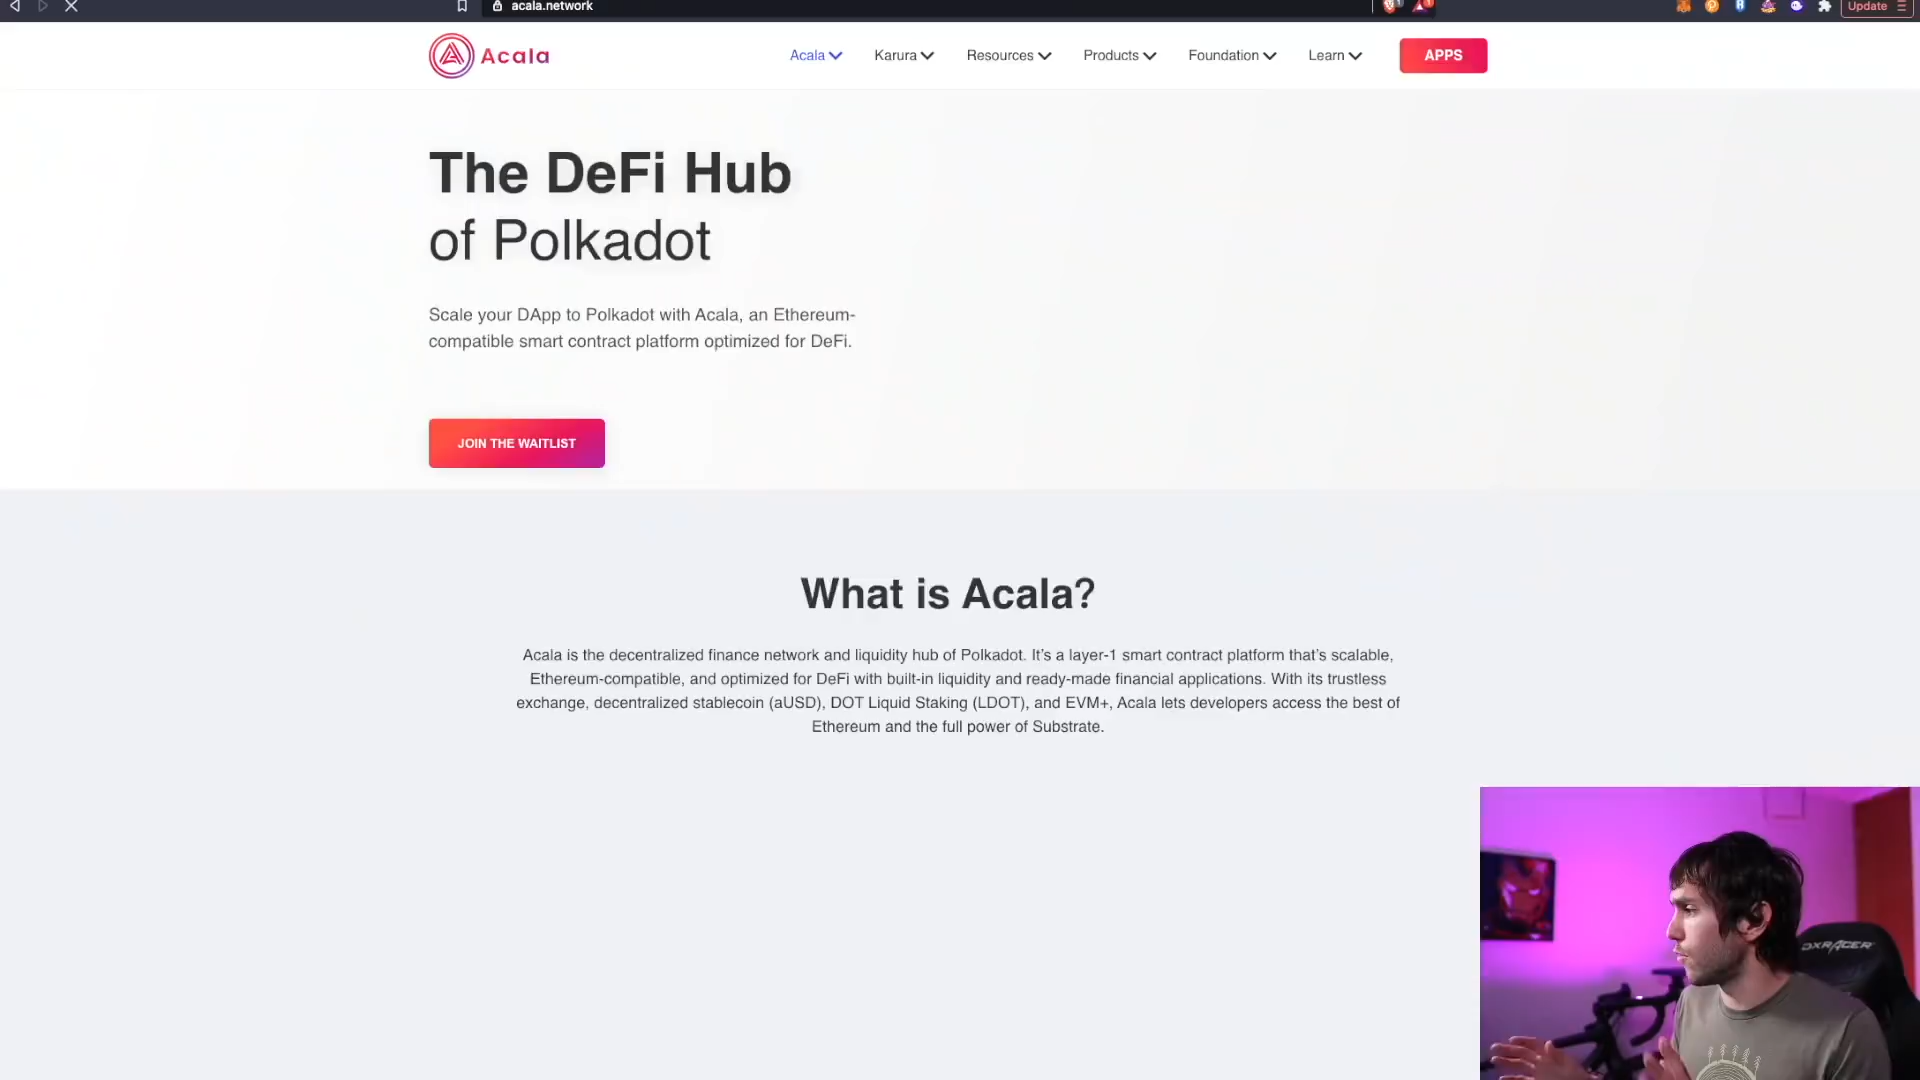 acala.network
Update
Acala
Acala
Karura
Resources
Products
Foundation
Learn
APPS
The DeFi Hub
of Polkadot
Scale your DApp to Polkadot with Acala, an Ethereum-
compatible smart contract platform optimized for DeFi.
JOIN THE WAITLIST
What is Acala?
Acala is the decentralized finance network and liquidity hub of Polkadot. It's a layer-1 smart contract platform that's scalable,
Ethereum-compatible, and optimized for DeFi with built-in liquidity and ready-made financial applications. With its trustless
exchange, decentralized stablecoin (aUSD), DOT Liquid Staking (LDOT), and EVM+, Acala lets developers access the best of
Ethereum and the full power of Substrate.
DXRACER